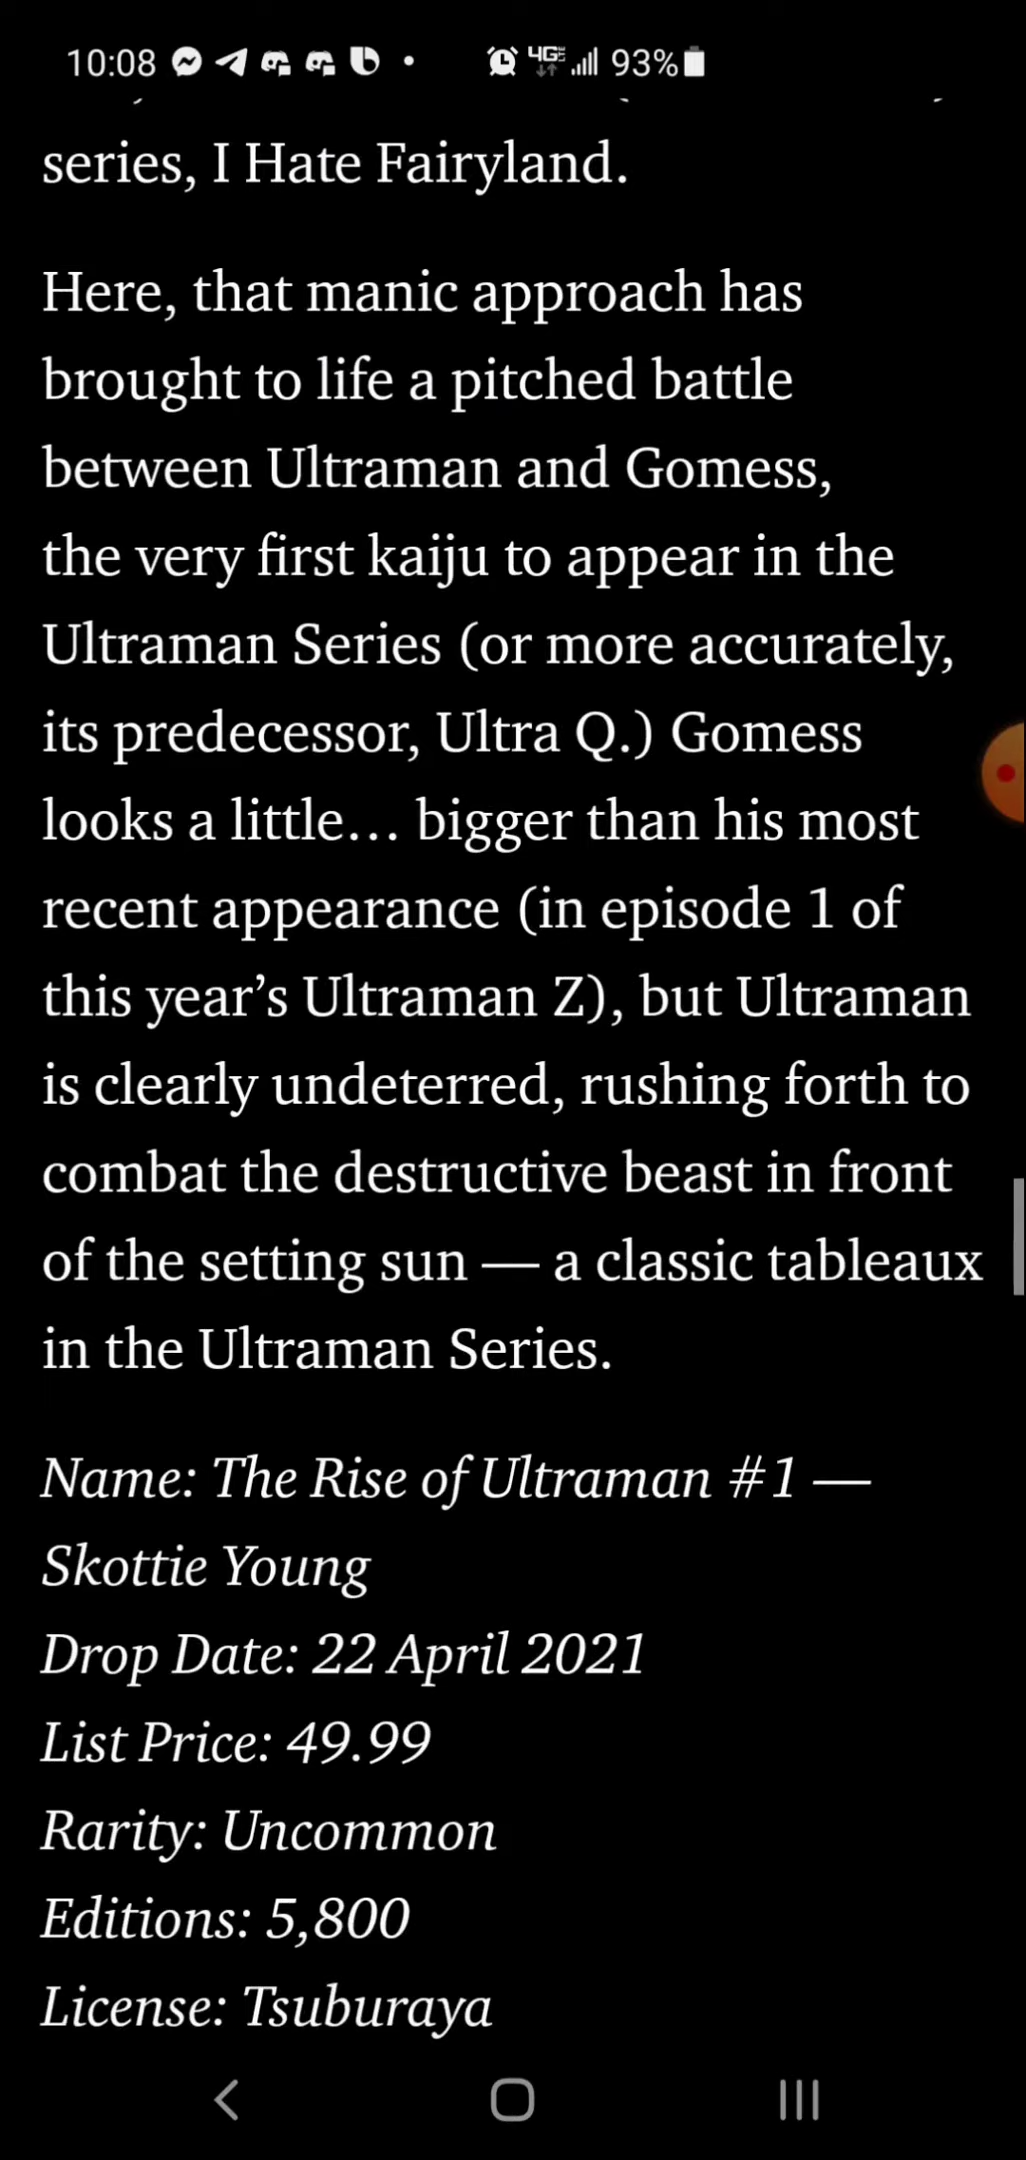 10:08 93%
series, I Hate Fairyland.
Here, that manic approach has
brought to life a pitched battle
between Ultraman and Gomess,
the very first kaiju to appear in the
Ultraman Series (or more accurately,
its predecessor, Ultra Q.) Gomess
looks a little… bigger than his most
recent appearance (in episode 1 of
this year’s Ultraman Z), but Ultraman
is clearly undeterred, rushing forth to
combat the destructive beast in front
of the setting sun — a classic tableaux
in the Ultraman Series.
Name: The Rise of Ultraman #1 —
Skottie Young
Drop Date: 22 April 2021
List Price: 49.99
Rarity: Uncommon
Editions: 5,800
License: Tsuburaya